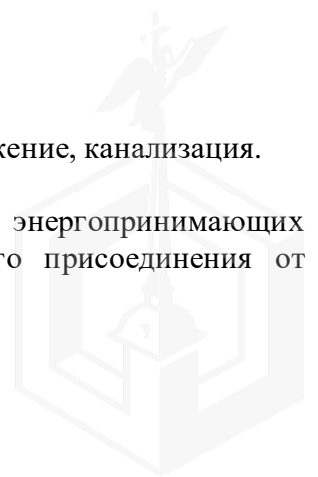 жение, канализация.
энергопринимающих
го присоединения от